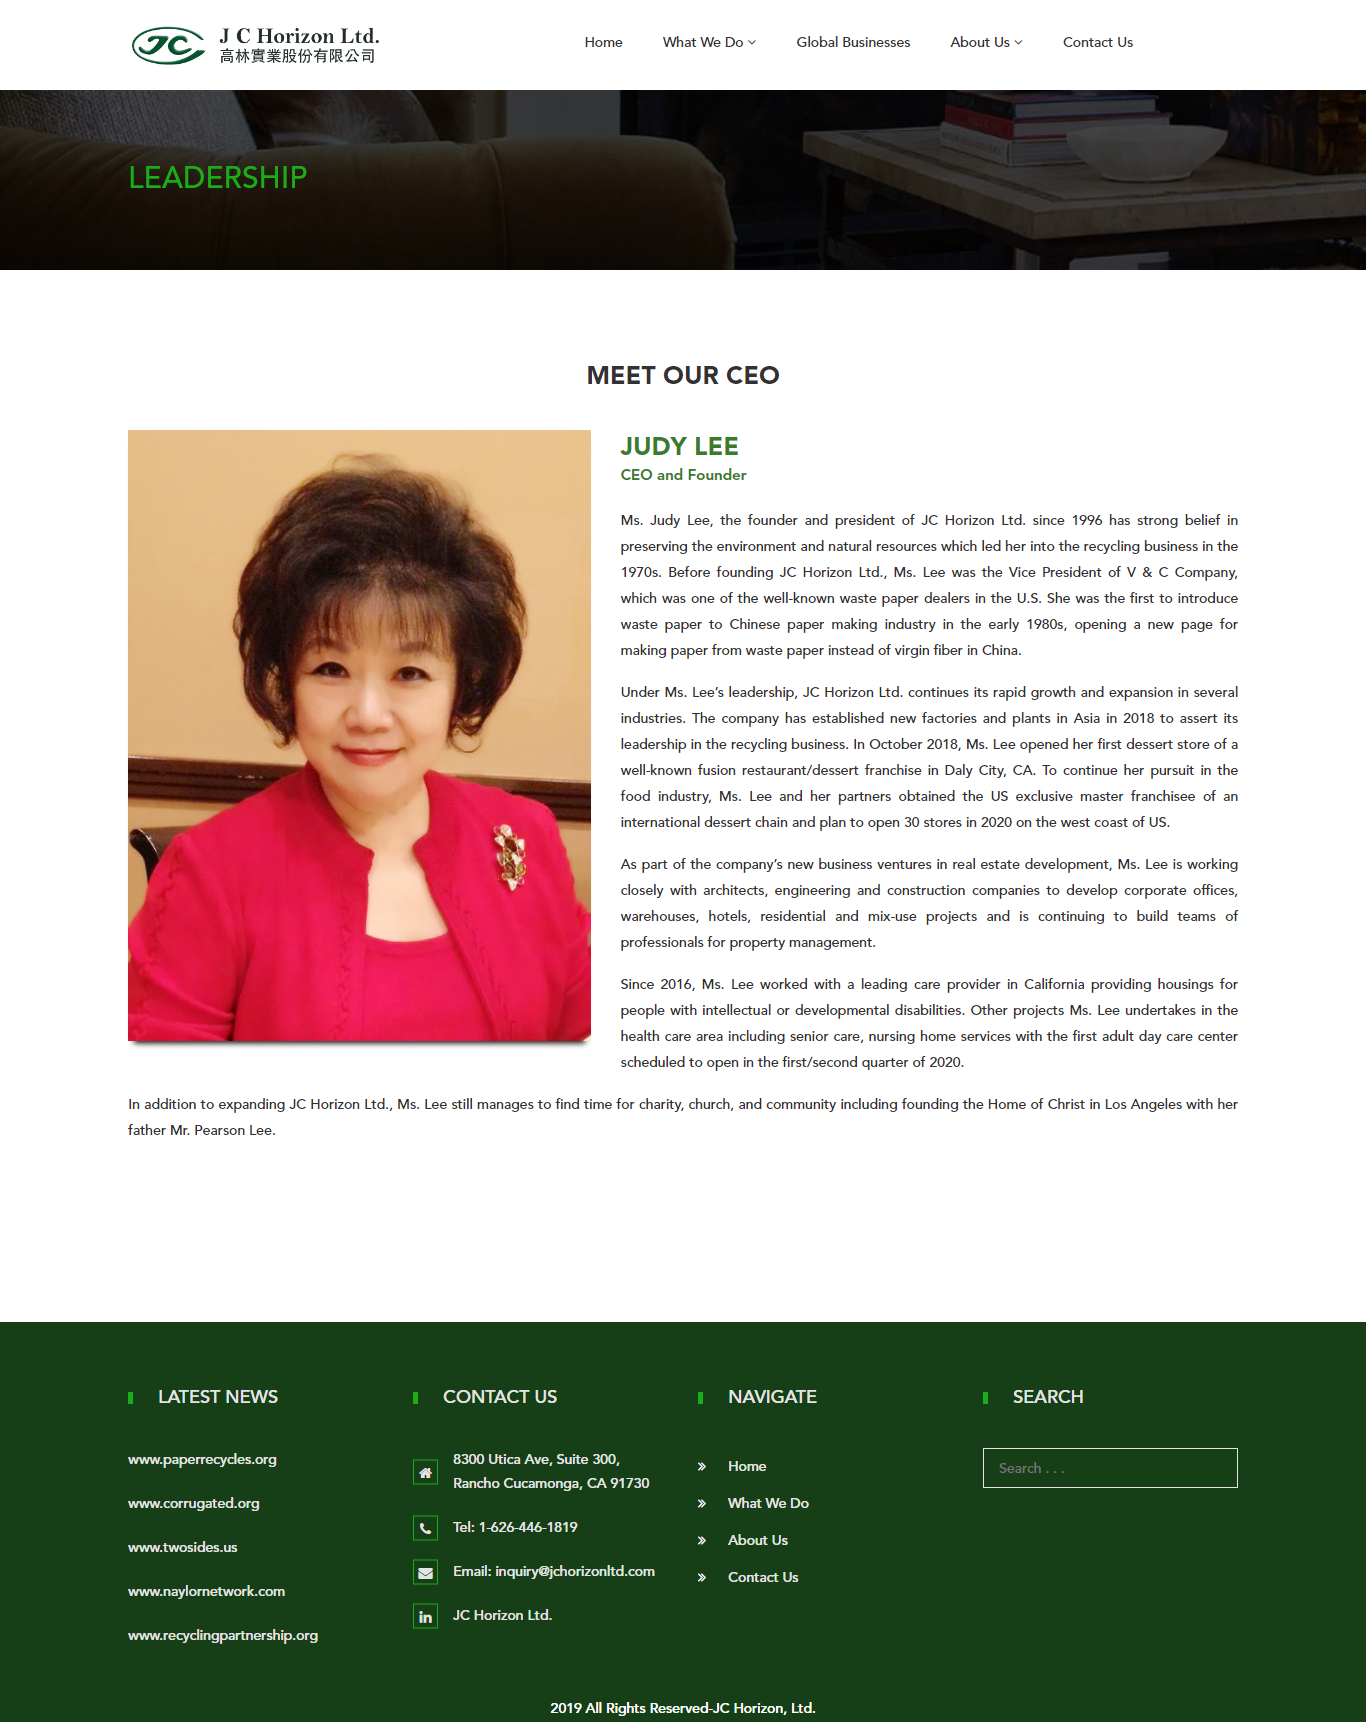 J C Horizon Ltd.
高林實業股份有限公司
Home
What We Do
Global Businesses
About Us
Contact Us
LEADERSHIP
MEET OUR CEO
JUDY LEE
CEO and Founder
Ms. Judy Lee, the founder and president of JC Horizon Ltd. since 1996 has strong belief in
preserving the environment and natural resources which led her into the recycling business in the
1970s. Before founding JC Horizon Ltd., Ms. Lee was the Vice President of V & C Company,
which was one of the well-known waste paper dealers in the U.S. She was the first to introduce
waste paper to Chinese paper making industry in the early 1980s, opening a new page for
making paper from waste paper instead of virgin fiber in China.
Under Ms. Lee’s leadership, JC Horizon Ltd. continues its rapid growth and expansion in several
industries. The company has established new factories and plants in Asia in 2018 to assert its
leadership in the recycling business. In October 2018, Ms. Lee opened her first dessert store of a
well-known fusion restaurant/dessert franchise in Daly City, CA. To continue her pursuit in the
food industry, Ms. Lee and her partners obtained the US exclusive master franchisee of an
international dessert chain and plan to open 30 stores in 2020 on the west coast of US.
As part of the company’s new business ventures in real estate development, Ms. Lee is working
closely with architects, engineering and construction companies to develop corporate offices,
warehouses, hotels, residential and mix-use projects and is continuing to build teams of
professionals for property management.
Since 2016, Ms. Lee worked with a leading care provider in California providing housings for
people with intellectual or developmental disabilities. Other projects Ms. Lee undertakes in the
health care area including senior care, nursing home services with the first adult day care center
scheduled to open in the first/second quarter of 2020.
In addition to expanding JC Horizon Ltd., Ms. Lee still manages to find time for charity, church, and community including founding the Home of Christ in Los Angeles with her
father Mr. Pearson Lee.
LATEST NEWS
www.paperrecycles.org
www.corrugated.org
www.twosides.us
www.naylornetwork.com
www.recyclingpartnership.org
CONTACT US
8300 Utica Ave, Suite 300,
Rancho Cucamonga, CA 91730
Tel: 1-626-446-1819
Email: inquiry@jchorizonltd.com
JC Horizon Ltd.
NAVIGATE
Home
What We Do
About Us
Contact Us
SEARCH
Search . . .
2019 All Rights Reserved-JC Horizon, Ltd.